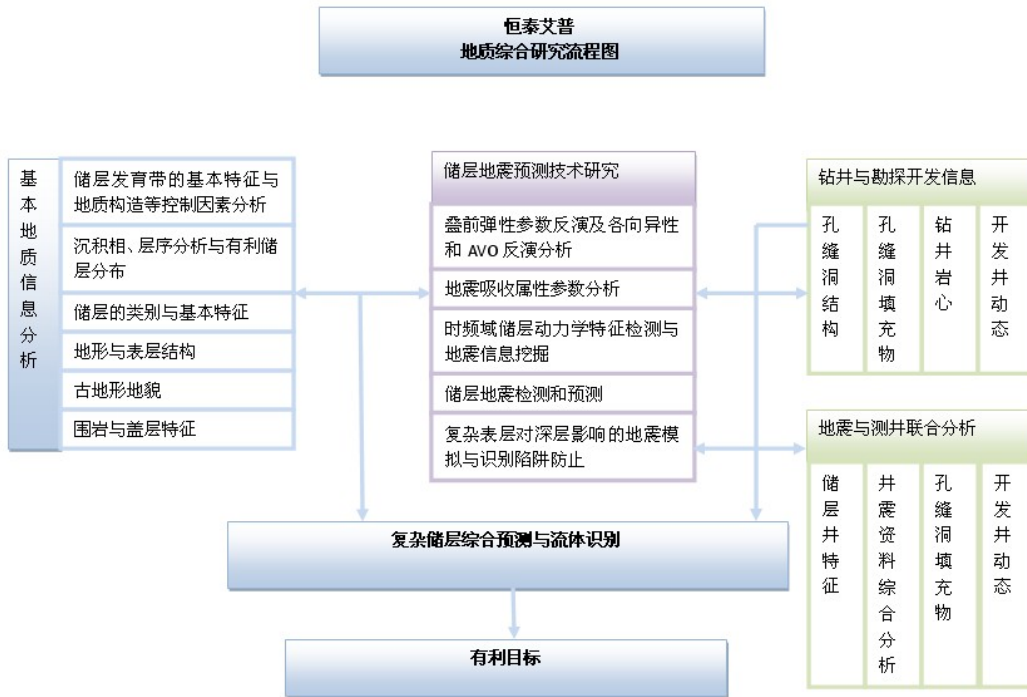 恒泰艾普
地质综合研究流程图
基本地质信息分析
储层发育带的基本特征与
地质构造等控制因素分析
沉积相、层序分析与有利储
层分布
储层的类别与基本特征
地形与表层结构
古地形地貌
围岩与盖层特征
储层地震预测技术研究
叠前弹性参数反演及各向异性
和 AVO 反演分析
地震吸收属性参数分析
时频域储层动力学特征检测与
地震信息挖掘
储层地震检测和预测
复杂表层对深层影响的地震模
拟与识别陷阱防止
钻井与勘探开发信息
孔缝洞结构
孔缝洞填充物
钻井岩心
开发井动态
地震与测井联合分析
储层井特征
井震资料综合分析
孔缝洞填充物
开发井动态
复杂储层综合预测与流体识别
有利目标